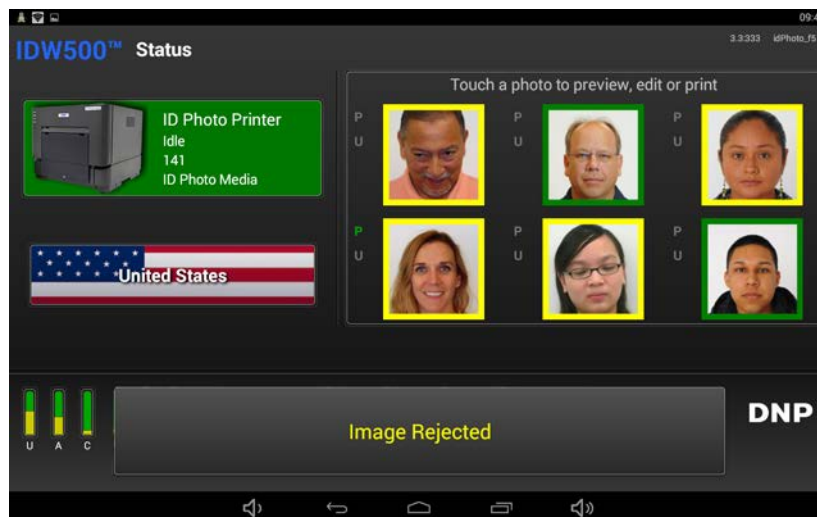 09:4
IDW500™ Status
3.3.333 idPhoto_f5
Touch a photo to preview, edit or print
ID Photo Printer
Idle
141
ID Photo Media
P
U
P
U
P
U
United States
P
U
P
U
P
U
Image Rejected
U A C
DNP